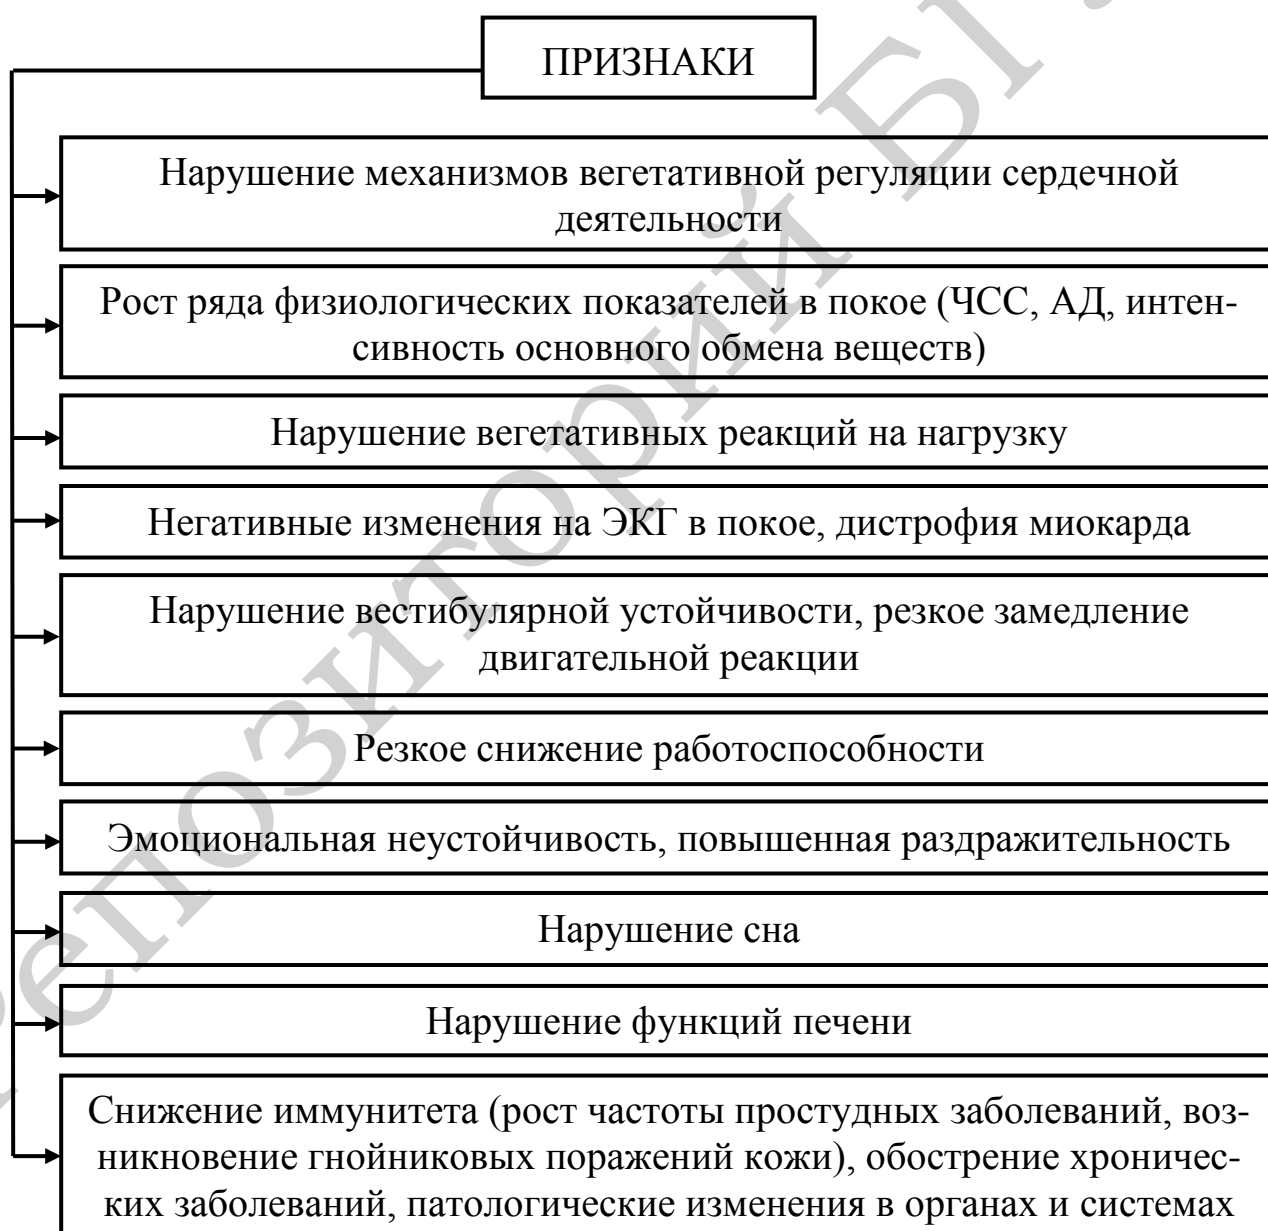 ПРИЗНАКИ
Нарушение механизмов вегетативной регуляции сердечной
деятельности
Рост ряда физиологических показателей в покое (ЧСС, АД, интен-
сивность основного обмена веществ)
Нарушение вегетативных реакций на нагрузку
Негативные изменения на ЭКГ в покое, дистрофия миокарда
Нарушение вестибулярной устойчивости, резкое замедление
двигательной реакции
Резкое снижение работоспособности
Эмоциональная неустойчивость, повышенная раздражительность
Нарушение сна
Нарушение функций печени
Снижение иммунитета (рост частоты простудных заболеваний, воз-
никновение гнойниковых поражений кожи), обострение хроничес-
ких заболеваний, патологические изменения в органах и системах
Репозиторий